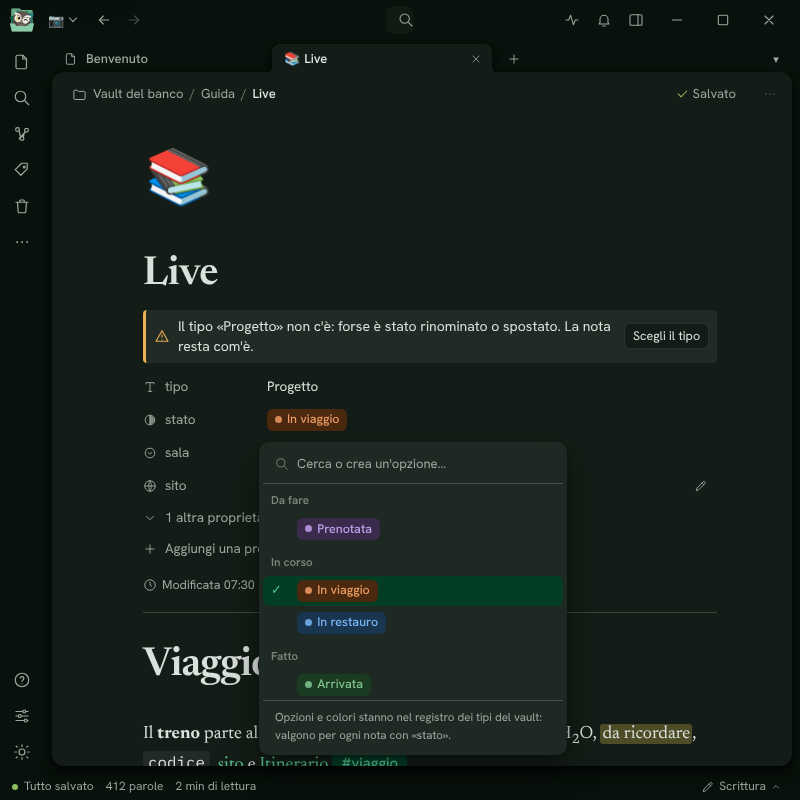 Benvenuto
Live
Vault del banco / Guida / Live
Salvato
Live
Il tipo «Progetto» non c'è: forse è stato rinominato o spostato. La nota
resta com'è.
Scegli il tipo
tipo
Progetto
stato
In viaggio
sala
sito
1 altra propriet
Aggiungi una pr
Modificata 07:30
Cerca o crea un'opzione...
Da fare
Prenotata
In corso
✓ In viaggio
In restauro
Fatto
Arrivata
Opzioni e colori stanno nel registro dei tipi del vault:
valgono per ogni nota con «stato».
Viaggio
Il treno parte al
H₂O, da ricordare,
codice sito e Itinerario #viaggio
Tutto salvato 412 parole 2 min di lettura
Scrittura